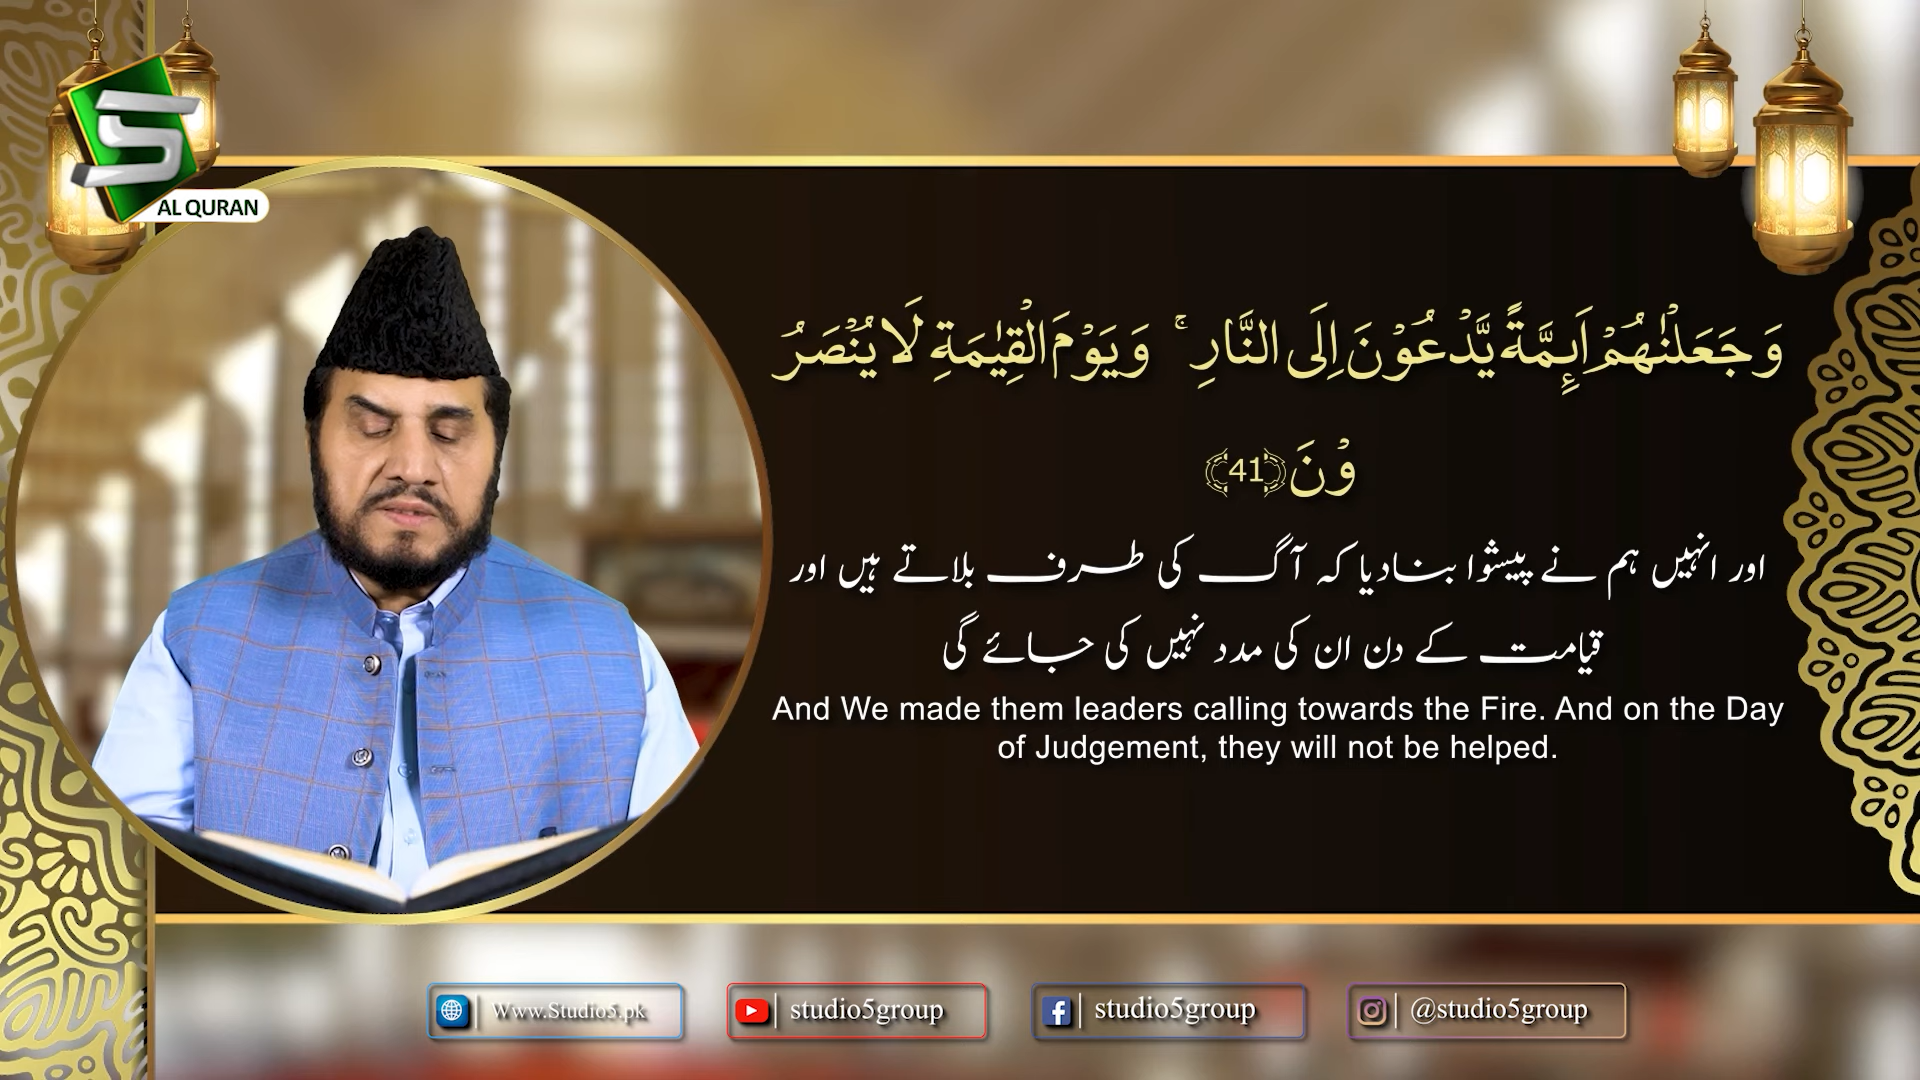 5
AL QURAN
وَ جَعَلْنٰهُمْ اَىٕمَّةً یَّدْعُوْنَ اِلَى النَّارِ ۚ وَ یَوْمَ الْقِیٰمَةِ لَا یُنْصَرُ
وْنَ ﴿41﴾
اور انہیں ہم نے پیشوا بنادیا کہ آگ کی طرف بلاتے ہیں اور
قیامت کے دن ان کی مدد نہیں کی جائے گی
And We made them leaders calling towards the Fire. And on the Day
of Judgement, they will not be helped.
Www.Studio5.pk
studio5group
studio5group
@studio5group